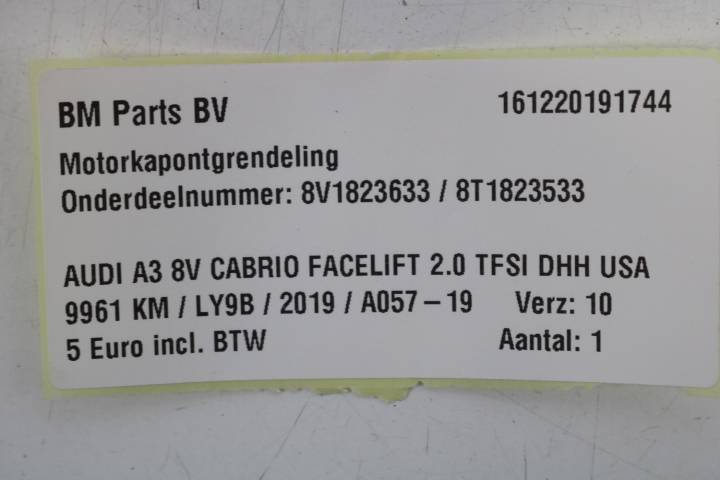 BM Parts BV 161220191744
Motorkapontgrendeling
Onderdeelnummer: 8V1823633 / 8T1823533
AUDI A3 8V CABRIO FACELIFT 2.0 TFSI DHH USA
9961 KM / LY9B / 2019 / A057-19 Verz: 10
5 Euro incl. BTW Aantal: 1